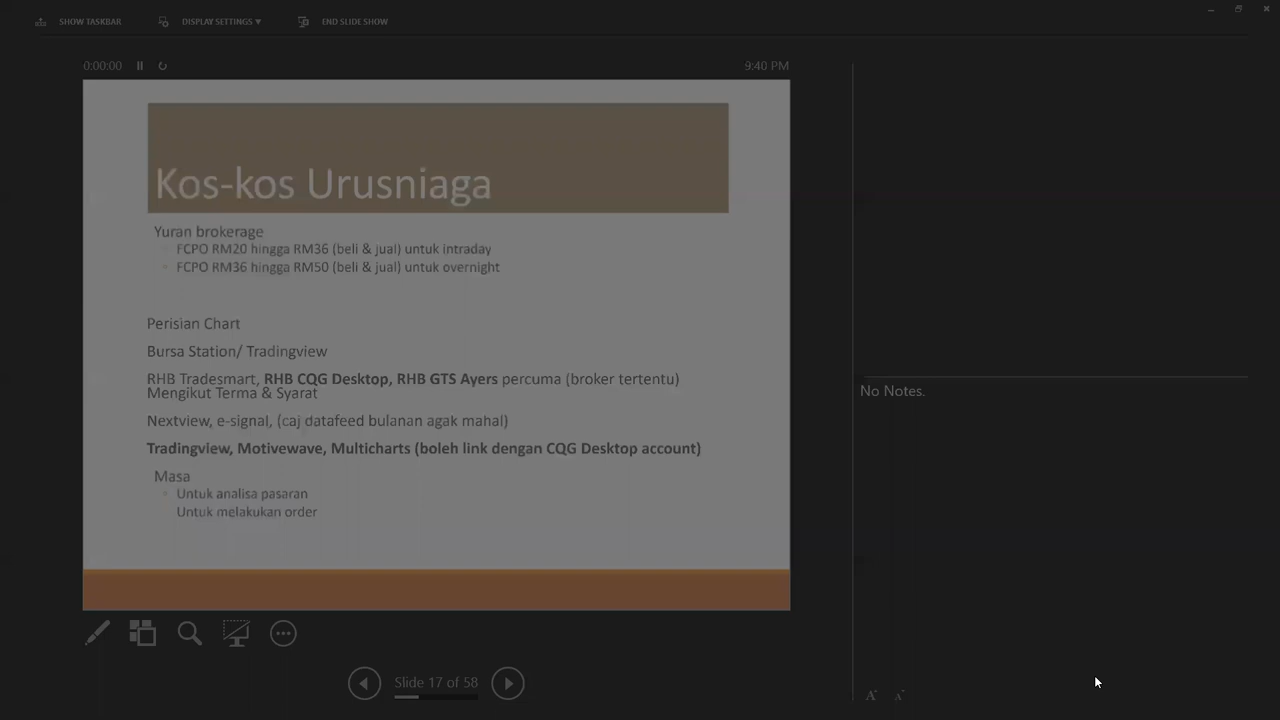 SHOW TASKBAR
DISPLAY SETTINGS ▼
END SLIDE SHOW
0:00:00
9:40 PM
Kos-kos Urusniaga
Yuran brokerage
FCPO RM20 hingga RM36 (beli & jual) untuk intraday
FCPO RM36 hingga RM50 (beli & jual) untuk overnight
Perisian Chart
Bursa Station/ Tradingview
RHB Tradesmart, RHB CQG Desktop, RHB GTS Ayers percuma (broker tertentu)
Mengikut Terma & Syarat
Nextview, e-signal, (caj datafeed bulanan agak mahal)
Tradingview, Motivewave, Multicharts (boleh link dengan CQG Desktop account)
Masa
Untuk analisa pasaran
Untuk melakukan order
No Notes.
Slide 17 of 58
A A